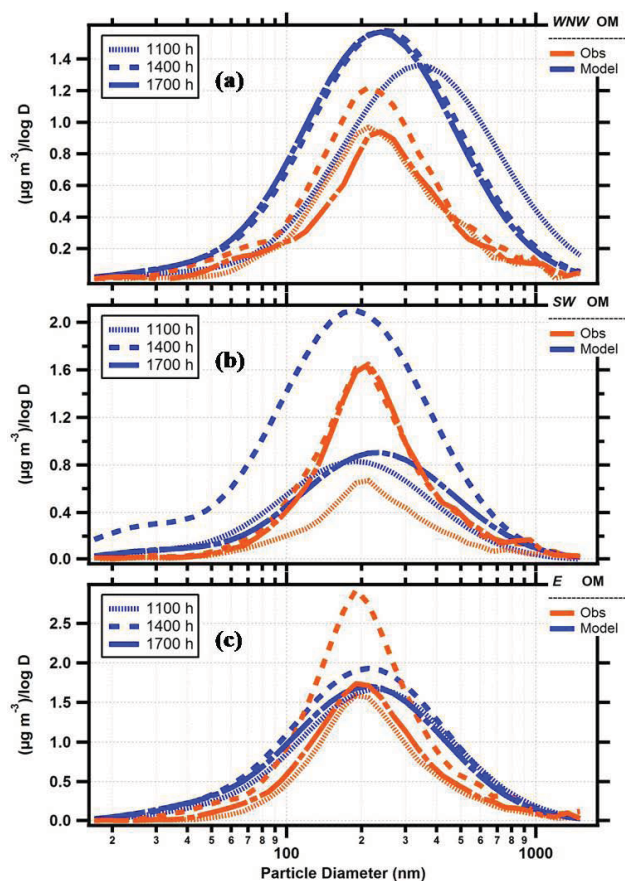 WNW OM
Obs
Model
1100 h
1400 h
1700 h
(a)
(µg m⁻³)/log D
1.4
1.2
1.0
0.8
0.6
0.4
0.2
SW OM
Obs
Model
1100 h
1400 h
1700 h
(b)
(µg m⁻³)/log D
2.0
1.6
1.2
0.8
0.4
0.0
E OM
Obs
Model
1100 h
1400 h
1700 h
(c)
(µg m⁻³)/log D
2.5
2.0
1.5
1.0
0.5
0.0
2 3 4 5 6 7 8 9 100 2 3 4 5 6 7 8 9 1000
Particle Diameter (nm)